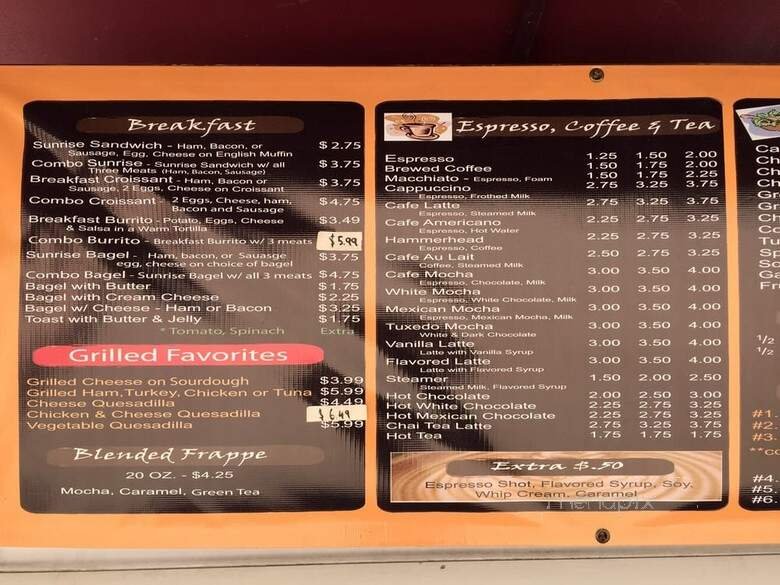 Breakfast
Sunrise Sandwich - Ham, Bacon, or $2.75
Sausage, Egg, Cheese on English Muffin
Combo Sunrise - Sunrise Sandwich w/ all $3.75
Three Meats (Ham, Bacon, Sausage)
Breakfast Croissant - Ham, Bacon or $3.75
Sausage, 2 Eggs, Cheese on Croissant
Combo Croissant - 2 Eggs, Cheese, ham, $4.75
Bacon and Sausage
Breakfast Burrito - Potato, Eggs, Cheese $3.49
& Salsa in a Warm Tortilla
Combo Burrito - Breakfast Burrito w/ 3 meats $5.99
Sunrise Bagel - Ham, bacon, or Sauasge $3.75
egg, cheese on choice of bagel
Combo Bagel - Sunrise Bagel w/ all 3 meats $4.75
Bagel with Butter $1.75
Bagel with Cream Cheese $2.25
Bagel w/ Cheese - Ham or Bacon $3.25
Toast with Butter & Jelly $1.75
* Tomato, Spinach Extra
Grilled Favorites
Grilled Cheese on Sourdough $3.99
Grilled Ham, Turkey, Chicken or Tuna $5.99
Cheese Quesadilla $4.49
Chicken & Cheese Quesadilla $6.49
Vegetable Quesadilla $5.99
Blended Frappe
20 OZ. - $4.25
Mocha, Caramel, Green Tea
Espresso, Coffee & Tea
Espresso 1.25 1.50 2.00
Brewed Coffee 1.50 1.75 2.00
Macchiato - Espresso, Foam 1.50 1.75 2.25
Cappuccino 2.75 3.25 3.75
Espresso, Frothed Milk
Cafe Latte 2.75 3.25 3.75
Espresso, Steamed Milk
Cafe Americano 2.25 2.75 3.25
Espresso, Hot Water
Hammerhead 2.25 2.75 3.25
Espresso, Coffee
Cafe Au Lait 2.50 2.75 3.25
Coffee, Steamed Milk
Cafe Mocha 3.00 3.50 4.00
Espresso, Chocolate, Milk
White Mocha 3.00 3.50 4.00
Espresso, White Chocolate, Milk
Mexican Mocha 3.00 3.50 4.00
Espresso, Mexican Mocha, Milk
Tuxedo Mocha 3.00 3.50 4.00
White & Dark Chocolate
Vanilla Latte 3.00 3.50 4.00
Latte with Vanilla Syrup
Flavored Latte 3.00 3.50 4.00
Latte with Flavored Syrup
Steamer 1.50 2.00 2.50
Steamed Milk, Flavored Syrup
Hot Chocolate 2.00 2.50 3.00
Hot White Chocolate 2.25 2.75 3.25
Hot Mexican Chocolate 2.25 2.75 3.25
Chai Tea Latte 2.75 3.25 3.75
Hot Tea 1.75 1.75 1.75
Extra $.50
Espresso Shot, Flavored Syrup, Soy,
Whip Cream, Caramel
menupix
1/2
1/2
#1.
#2.
#3.
#4.
#5.
#6.